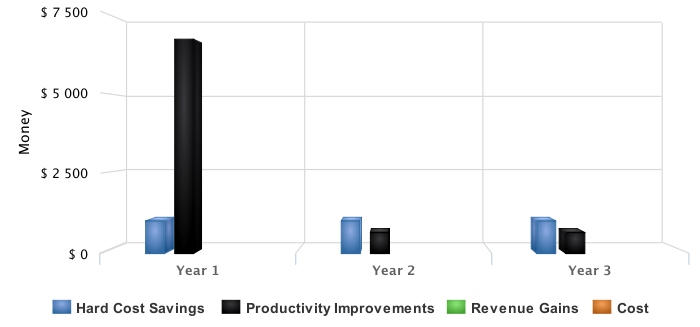 $ 7 500
$ 5 000
Money
$ 2 500
$ 0
Year 1 Year 2 Year 3
Hard Cost Savings Productivity Improvements Revenue Gains Cost